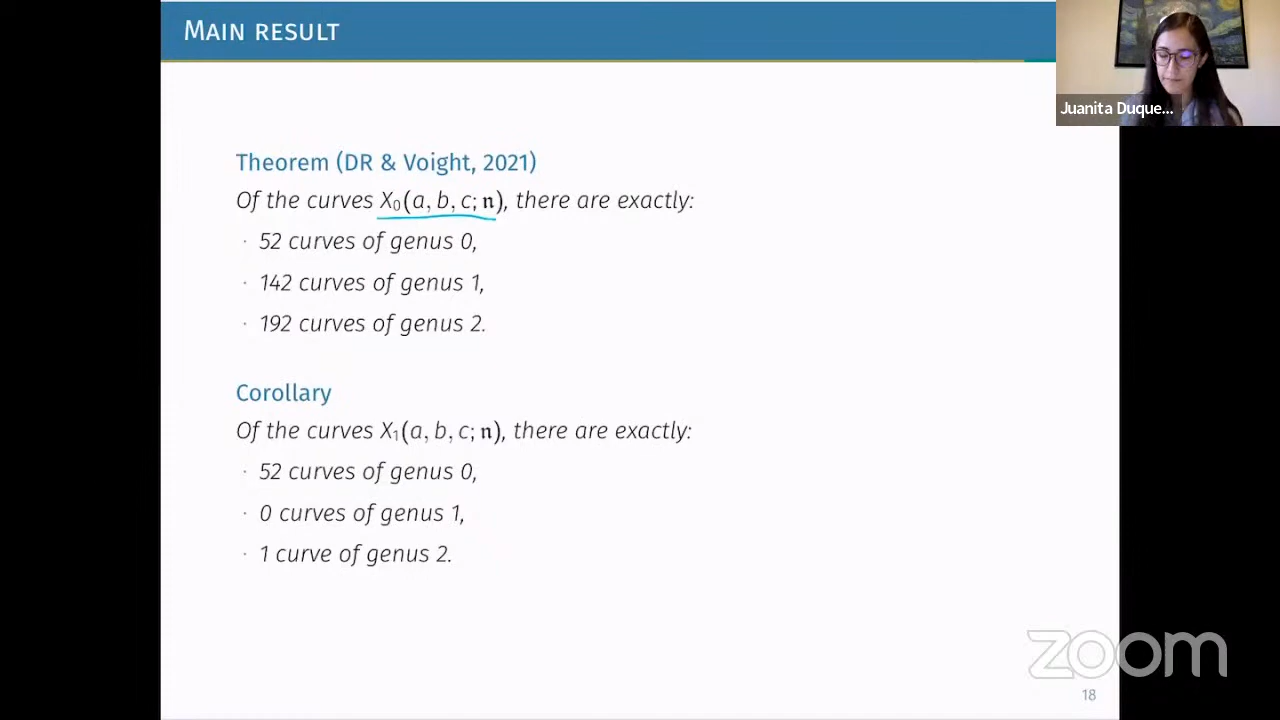 Main result
Juanita Duque...
Theorem (DR & Voight, 2021)
Of the curves X₀(a, b, c; 𝔫), there are exactly:
· 52 curves of genus 0,
· 142 curves of genus 1,
· 192 curves of genus 2.
Corollary
Of the curves X₁(a, b, c; 𝔫), there are exactly:
· 52 curves of genus 0,
· 0 curves of genus 1,
· 1 curve of genus 2.
zoom
18